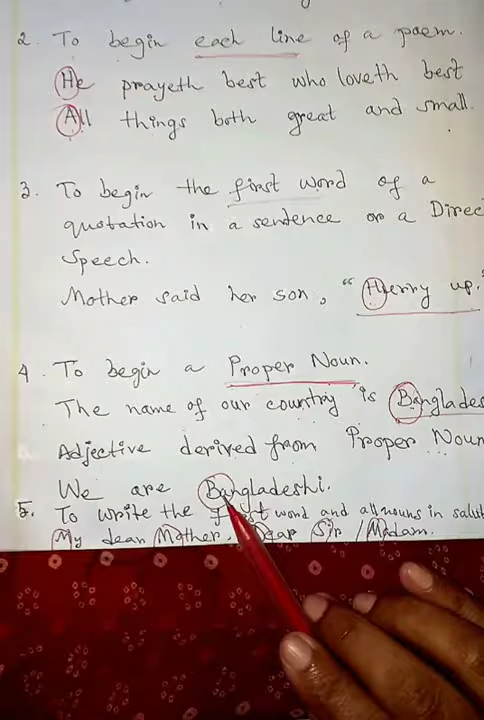 2. To begin each line of a poem.
He prayeth best who loveth best
All things both great and small.
3. To begin the first word of a
quotation in a sentence or a Direc
Speech.
Mother said her son, "Hurry up."
4. To begin a Proper Noun.
The name of our country is Banglades
Adjective derived from Proper Noun
We are Bangladeshi.
5. To write the first word and all nouns in salut
My dear Mother, Dear Sir / Madam.